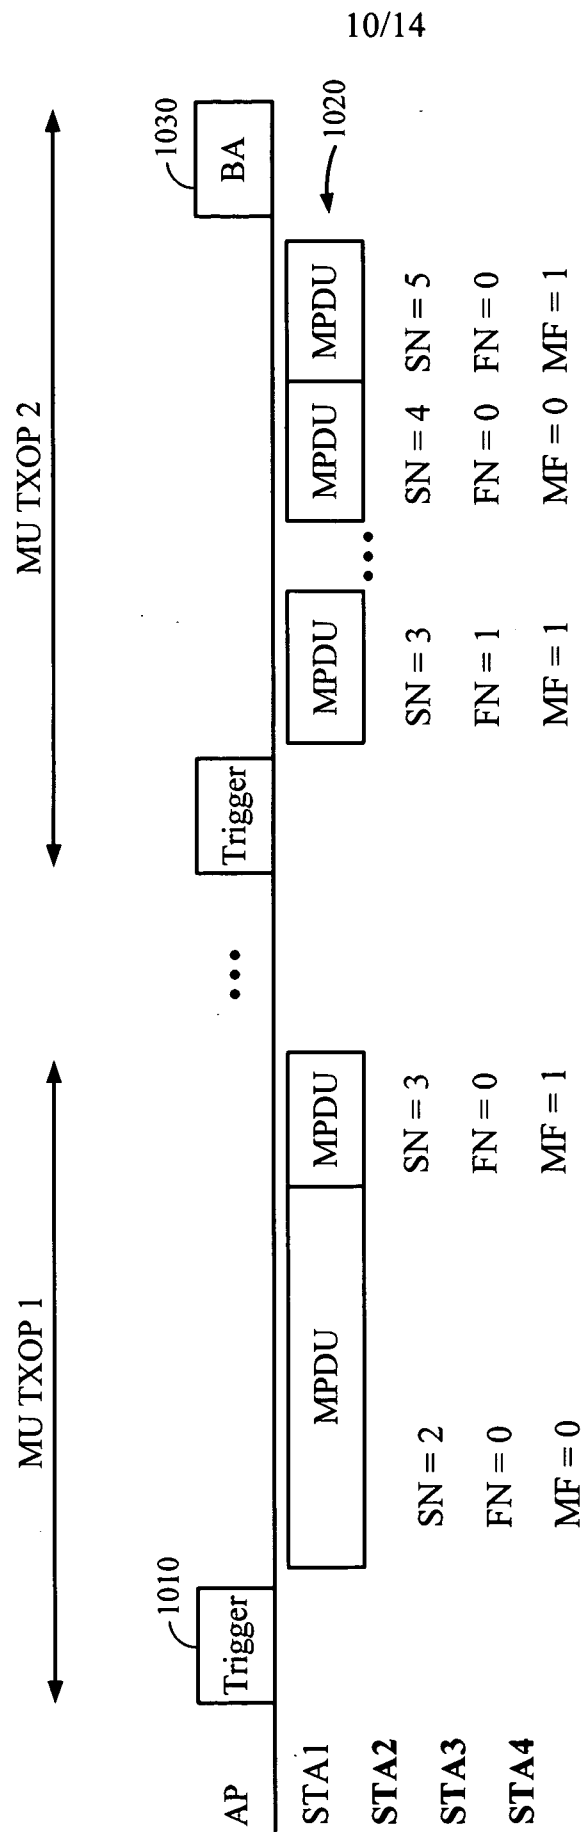 10/14
MU TXOP 1
MU TXOP 2
AP
Trigger
1010
...
Trigger
BA
1030
STA1
MPDU
MPDU
MPDU
...
MPDU
MPDU
1020
STA2
SN = 2
SN = 3
SN = 3
SN = 4
SN = 5
STA3
FN = 0
FN = 0
FN = 1
FN = 0
FN = 0
STA4
MF = 0
MF = 1
MF = 1
MF = 0
MF = 1